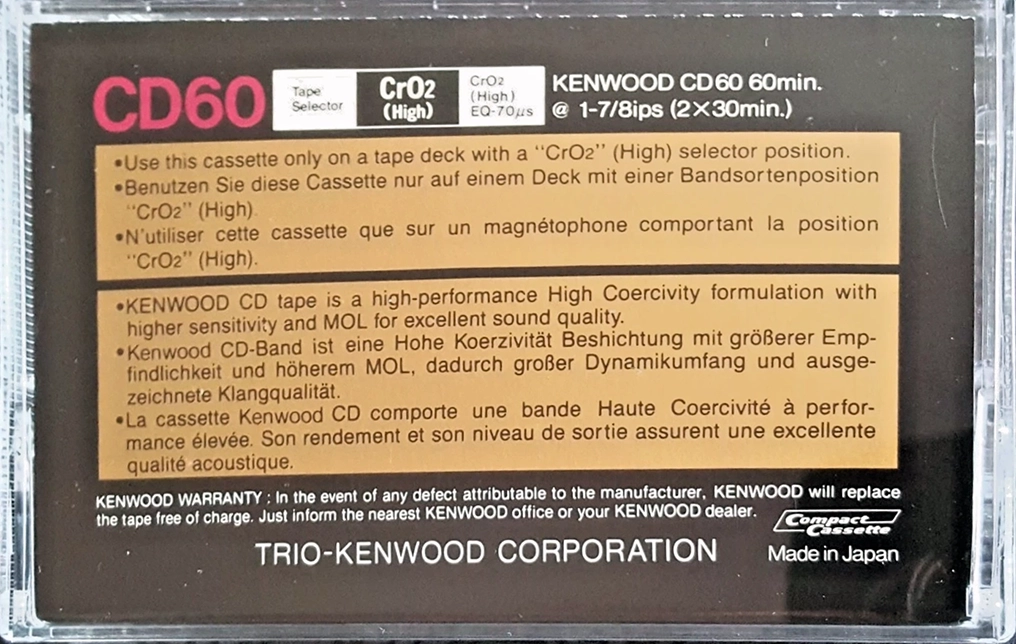 CD60
Tape Selector
CrO2 (High)
CrO2 (High) EQ-70µs
KENWOOD CD60 60min.
@ 1-7/8ips (2×30min.)
•Use this cassette only on a tape deck with a “CrO2” (High) selector position.
•Benutzen Sie diese Cassette nur auf einem Deck mit einer Bandsortenposition
“CrO2” (High).
•N'utiliser cette cassette que sur un magnétophone comportant la position
“CrO2” (High).
•KENWOOD CD tape is a high-performance High Coercivity formulation with
higher sensitivity and MOL for excellent sound quality.
•Kenwood CD-Band ist eine Hohe Koerzivität Beshichtung mit größerer Emp-
findlichkeit und höherem MOL, dadurch großer Dynamikumfang und ausge-
zeichnete Klangqualität.
•La cassette Kenwood CD comporte une bande Haute Coercivité à perfor-
mance élevée. Son rendement et son niveau de sortie assurent une excellente
qualité acoustique.
KENWOOD WARRANTY : In the event of any defect attributable to the manufacturer, KENWOOD will replace
the tape free of charge. Just inform the nearest KENWOOD office or your KENWOOD dealer.
Compact
Cassette
TRIO-KENWOOD CORPORATION
Made in Japan